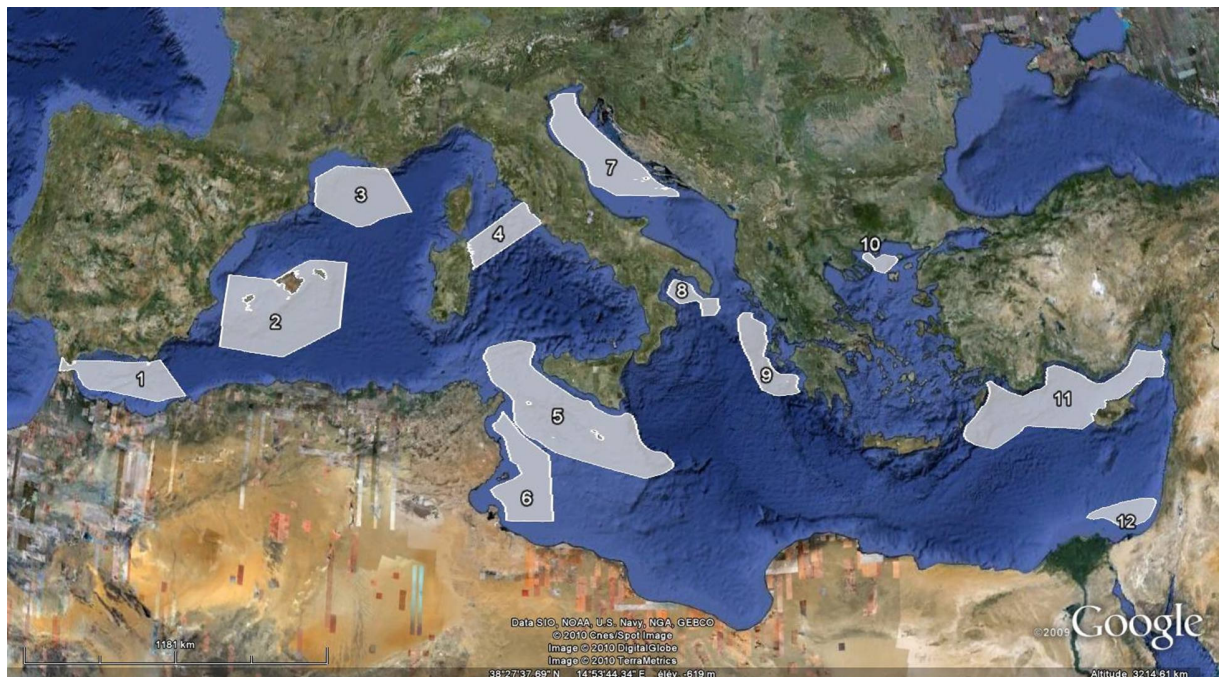 7
3
4
10
8
2
9
1
11
5
6
12
Data SIO, NOAA, U.S. Navy, NGA, GEBCO
© 2010 Cnes/Spot Image
Image © 2010 DigitalGlobe
Image © 2010 TerraMetrics
©2009 Google
1181 km
38°27'37.69" N 14°53'44.34" E élév. -619 m
Altitude 3214.61 km